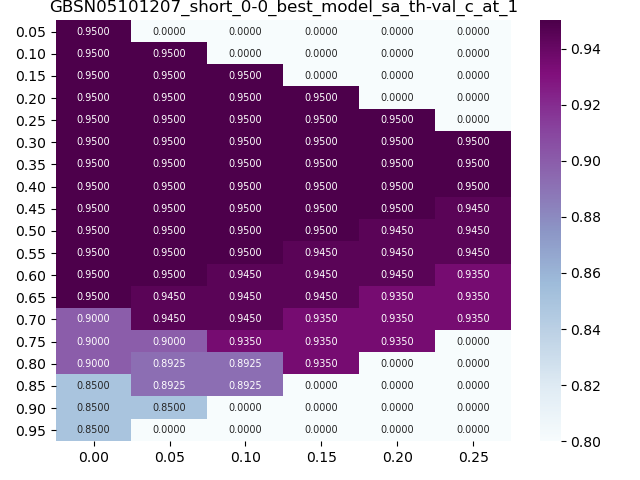 GBSN05101207_short_0-0_best_model_sa_th-val_c_at_1
0.05 0.9500 0.0000 0.0000 0.0000 0.0000 0.0000
0.10 0.9500 0.9500 0.0000 0.0000 0.0000 0.0000
0.15 0.9500 0.9500 0.9500 0.0000 0.0000 0.0000
0.20 0.9500 0.9500 0.9500 0.9500 0.0000 0.0000
0.25 0.9500 0.9500 0.9500 0.9500 0.9500 0.0000
0.30 0.9500 0.9500 0.9500 0.9500 0.9500 0.9500
0.35 0.9500 0.9500 0.9500 0.9500 0.9500 0.9500
0.40 0.9500 0.9500 0.9500 0.9500 0.9500 0.9500
0.45 0.9500 0.9500 0.9500 0.9500 0.9500 0.9450
0.50 0.9500 0.9500 0.9500 0.9500 0.9450 0.9450
0.55 0.9500 0.9500 0.9500 0.9450 0.9450 0.9450
0.60 0.9500 0.9500 0.9450 0.9450 0.9450 0.9350
0.65 0.9500 0.9450 0.9450 0.9450 0.9350 0.9350
0.70 0.9000 0.9450 0.9450 0.9350 0.9350 0.9350
0.75 0.9000 0.9000 0.9350 0.9350 0.9350 0.0000
0.80 0.9000 0.8925 0.8925 0.9350 0.0000 0.0000
0.85 0.8500 0.8925 0.8925 0.0000 0.0000 0.0000
0.90 0.8500 0.8500 0.0000 0.0000 0.0000 0.0000
0.95 0.8500 0.0000 0.0000 0.0000 0.0000 0.0000
0.00 0.05 0.10 0.15 0.20 0.25
0.94
0.92
0.90
0.88
0.86
0.84
0.82
0.80